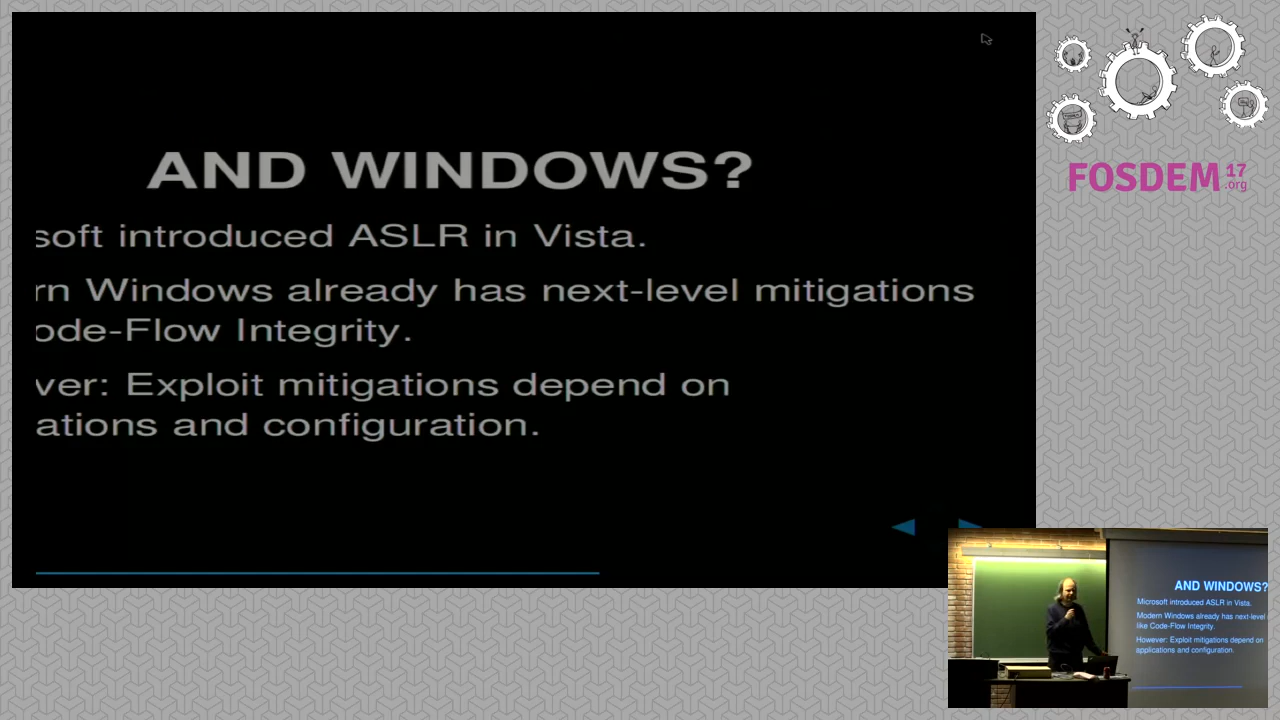 AND WINDOWS?
soft introduced ASLR in Vista.
rn Windows already has next-level mitigations
ode-Flow Integrity.
ver: Exploit mitigations depend on
ations and configuration.
FOSDEM 17
.org
AND WINDOWS?
Microsoft introduced ASLR in Vista.
Modern Windows already has next-level
like Code-Flow Integrity.
However: Exploit mitigations depend on
applications and configuration.